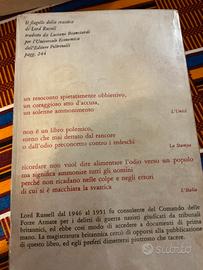 Il flagello della svastica
di Lord Russell
tradotto da Luciano Bianciardi
per l'Universale Economica
dell'Editore Feltrinelli
pagg. 244
un resoconto spietatamente obbiettivo,
un coraggioso atto d'accusa,
un solenne ammonimento
L'Unità
non è un libro polemico,
sereno che mai dettato dal rancore
o dall'odio preconcetto contro i tedeschi
La Stampa
ricordare non vuol dire alimentare l'odio verso un popolo
ma significa ammonire tutti gli uomini
perché non ricadano nelle colpe e negli errori
di cui si è macchiata la svastica
L'Italia
Lord Russell dal 1946 al 1951 fu consulente del Comando delle
Forze Armate per i delitti di guerra nazisti giudicati da tribunali
britannici, ed ebbe così modo di accedere a documenti di prima
mano. La magistratura britannica cercò di opporsi alla pubblicazione
di questo libro, ed egli preferì dimettersi piuttosto che tacere.
subito.it